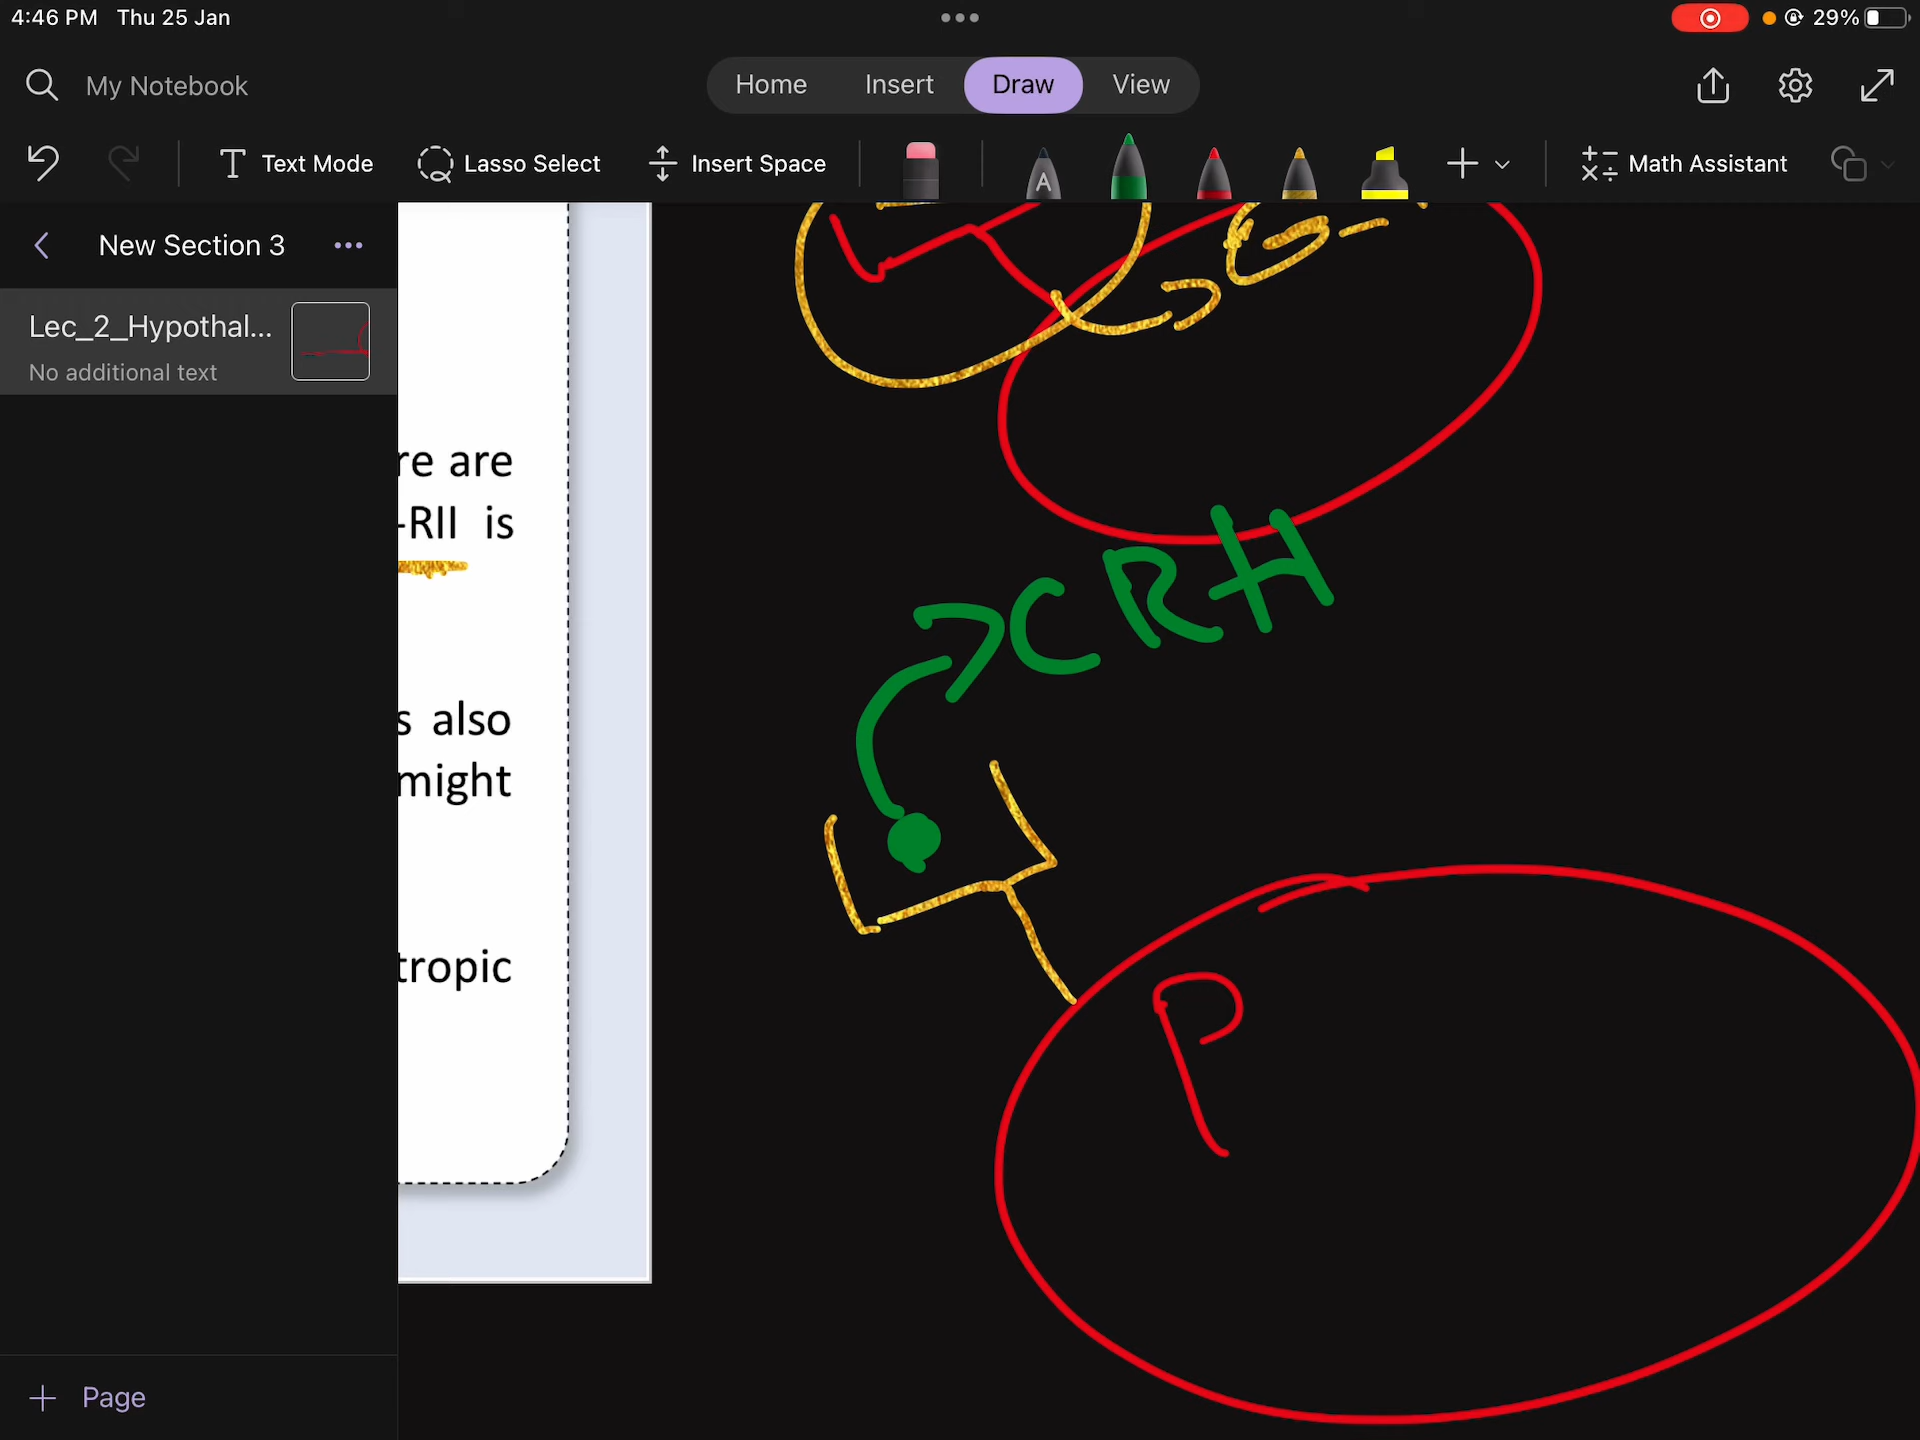 4:46 PM Thu 25 Jan
29%
My Notebook
Home Insert Draw View
Text Mode Lasso Select Insert Space
A
Math Assistant
New Section 3
Lec_2_Hypothal...
No additional text
re are
-RII is
s also
might
tropic
CRH
P
Page